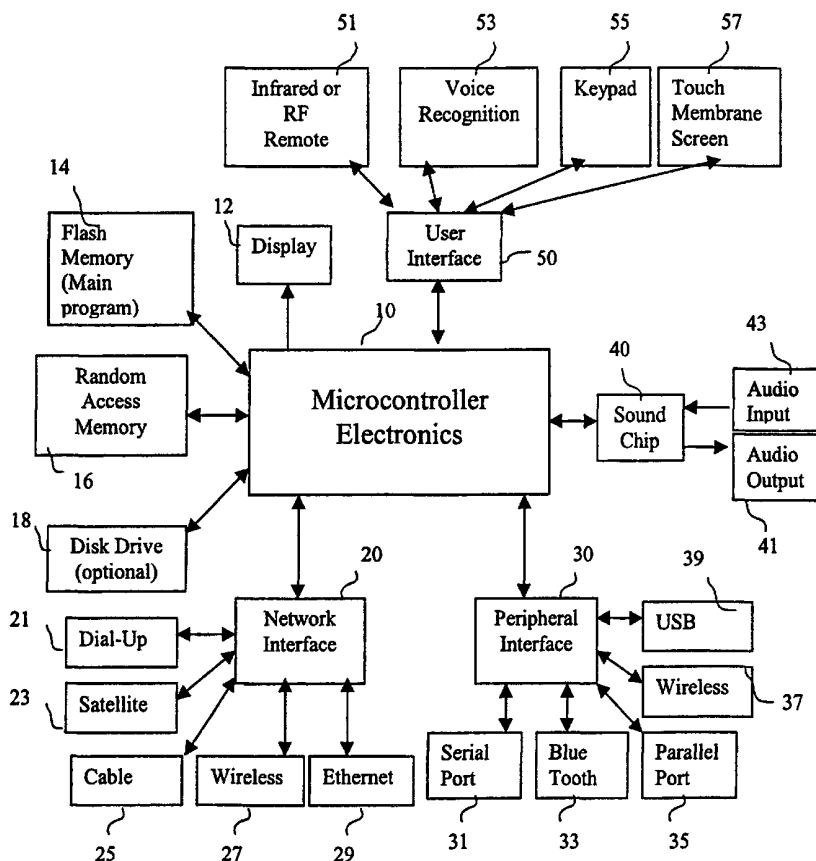 51
53
55
57
Infrared or
RF
Remote
Voice
Recognition
Keypad
Touch
Membrane
Screen
14
Flash
Memory
(Main
program)
12
Display
User
Interface
50
10
Microcontroller
Electronics
Random
Access
Memory
16
40
Sound
Chip
43
Audio
Input
Audio
Output
41
18
Disk Drive
(optional)
20
Network
Interface
30
Peripheral
Interface
39
USB
21
Dial-Up
23
Satellite
Wireless
37
Cable
25
Wireless
27
Ethernet
29
Serial
Port
31
Blue
Tooth
33
Parallel
Port
35